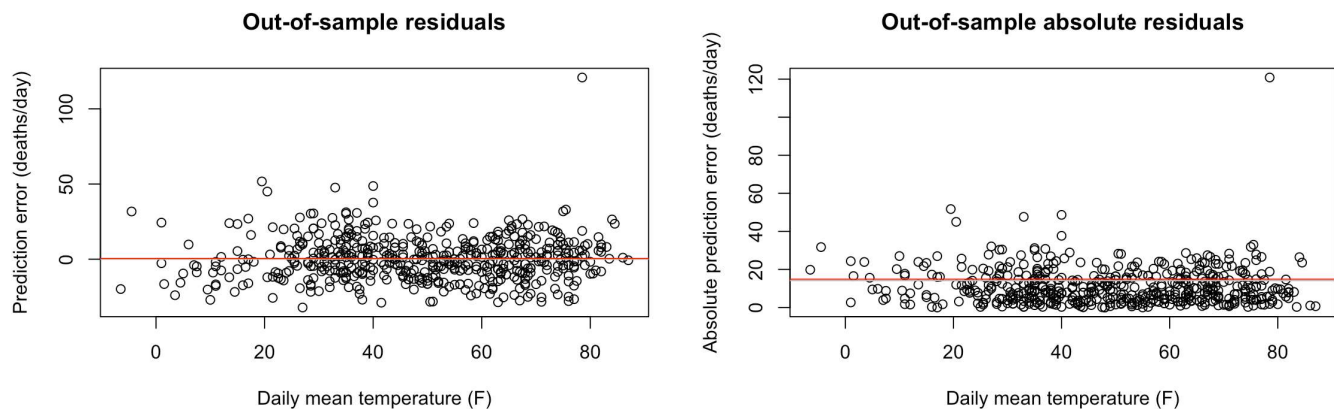 Out-of-sample residuals
Prediction error (deaths/day)
100
50
0
0 20 40 60 80
Daily mean temperature (F)
Out-of-sample absolute residuals
Absolute prediction error (deaths/day)
120
80
60
40
20
0
0 20 40 60 80
Daily mean temperature (F)